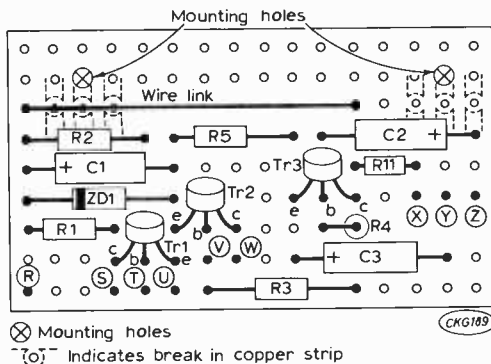 Mounting holes
Wire link
R2 R5 C2 +
+ C1 Tr3 R11
ZD1 Tr2
e b c e b c
R1 Tr1 V W R4 X Y Z
c b e
R S T U + C3
R3
CKG189
Mounting holes
Indicates break in copper strip